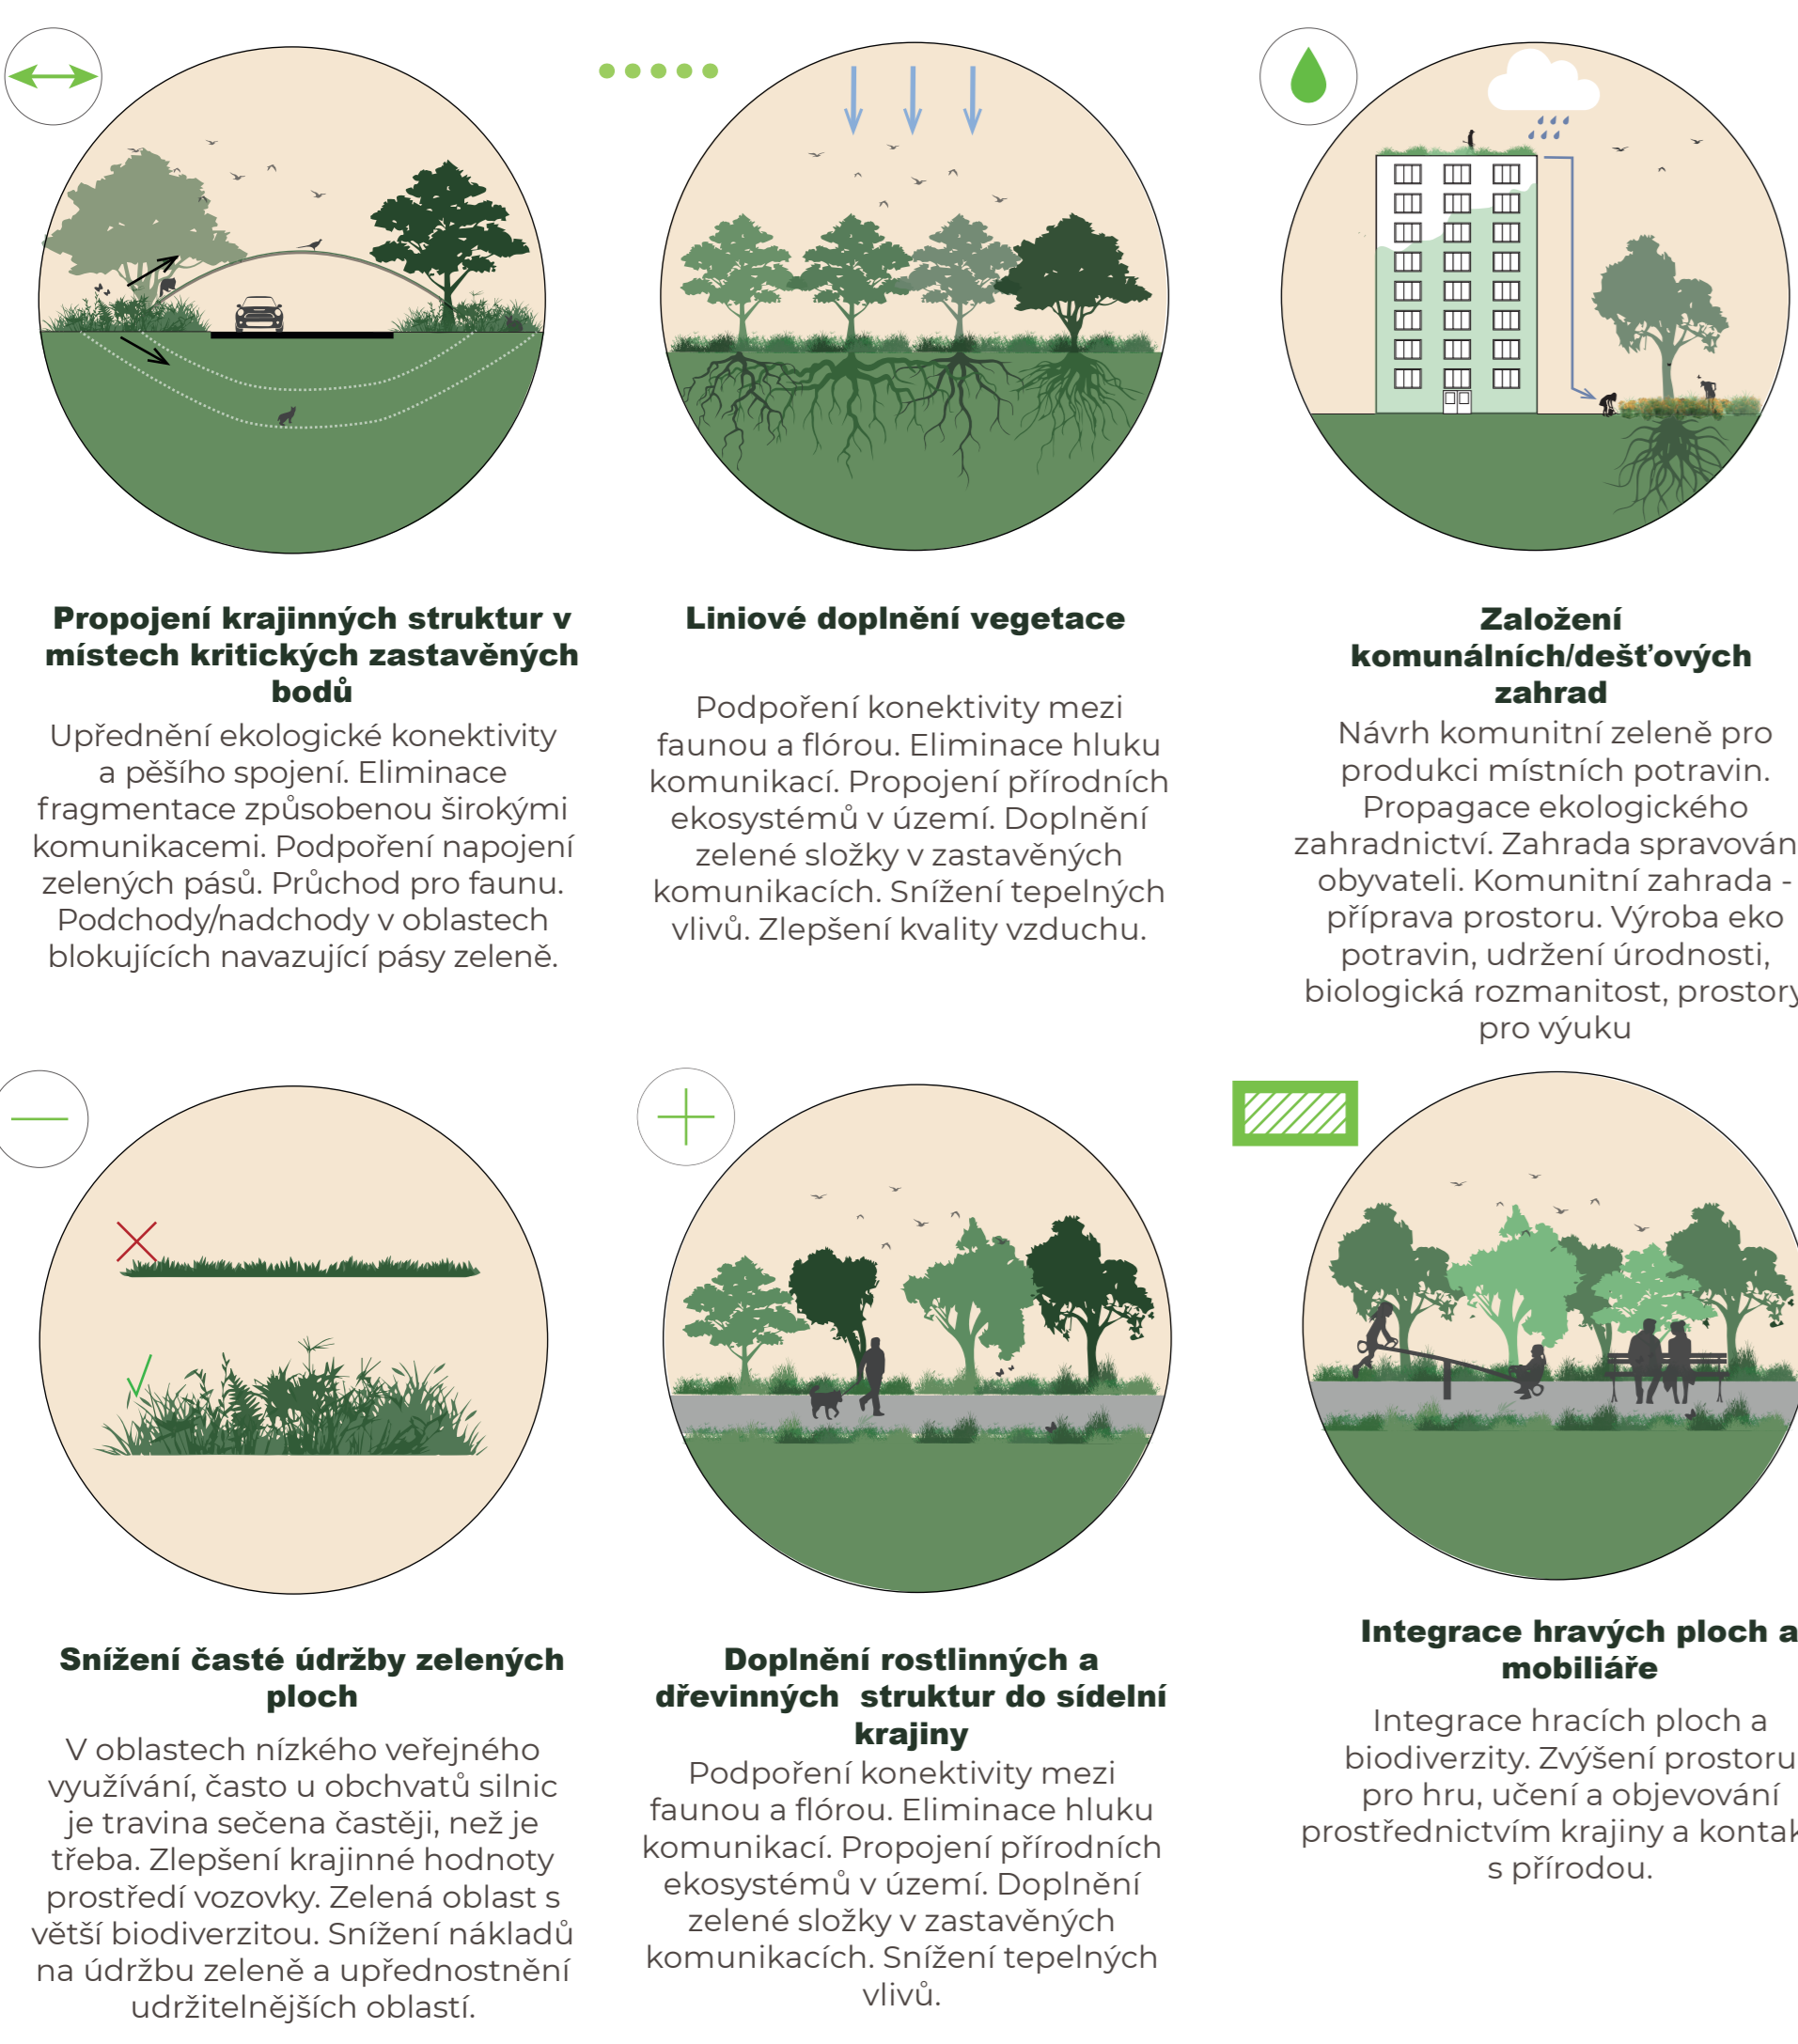 Propojení krajinných struktur v
místech kritických zastavěných
bodů
Upřednění ekologické konektivity
a pěšího spojení. Eliminace
fragmentace způsobenou širokými
komunikacemi. Podpoření napojení
zelených pásů. Průchod pro faunu.
Podchody/nadchody v oblastech
blokujících navazující pásy zeleně.
Liniové doplnění vegetace
Podpoření konektivity mezi
faunou a flórou. Eliminace hluku
komunikací. Propojení přírodních
ekosystémů v území. Doplnění
zelené složky v zastavěných
komunikacích. Snížení tepelných
vlivů. Zlepšení kvality vzduchu.
Založení
komunálních/dešťových
zahrad
Návrh komunitní zeleně pro
produkci místních potravin.
Propagace ekologického
zahradnictví. Zahrada spravován
obyvateli. Komunitní zahrada -
příprava prostoru. Výroba eko
potravin, udržení úrodnosti,
biologická rozmanitost, prostory
pro výuku
Snížení časté údržby zelených
ploch
V oblastech nízkého veřejného
využívání, často u obchvatů silnic
je travina sečena častěji, než je
třeba. Zlepšení krajinné hodnoty
prostředí vozovky. Zelená oblast s
větší biodiverzitou. Snížení nákladů
na údržbu zeleně a upřednostnění
udržitelnějších oblastí.
Doplnění rostlinných a
dřevinných struktur do sídelní
krajiny
Podpoření konektivity mezi
faunou a flórou. Eliminace hluku
komunikací. Propojení přírodních
ekosystémů v území. Doplnění
zelené složky v zastavěných
komunikacích. Snížení tepelných
vlivů.
Integrace hravých ploch a
mobiliáře
Integrace hracích ploch a
biodiverzity. Zvýšení prostoru
pro hru, učení a objevování
prostřednictvím krajiny a kontak
s přírodou.